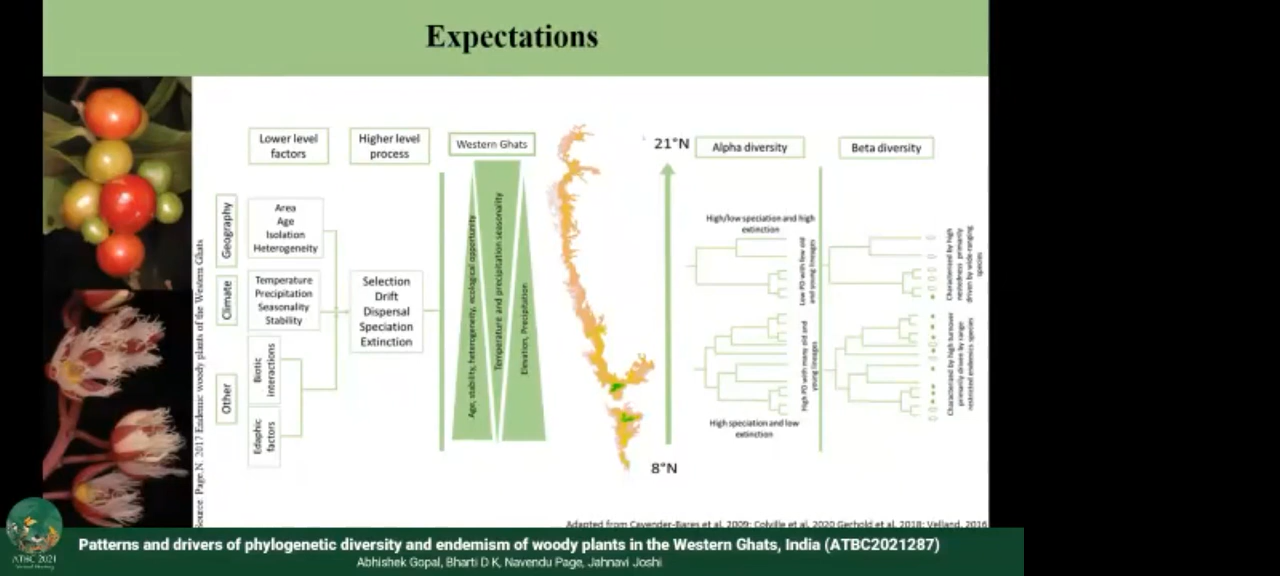 Expectations
Lower level
factors
Higher level
process
Western Ghats
21°N
Alpha diversity
Beta diversity
Geography
Area
Age
Isolation
Heterogeneity
Climate
Temperature
Precipitation
Seasonality
Stability
Other
Biotic
interactions
Edaphic
factors
Selection
Drift
Dispersal
Speciation
Extinction
Age, stability, heterogeneity, ecological opportunity
Temperature and precipitation seasonality
Elevation, Precipitation
High/low speciation and high
extinction
Low PD with few old
and young lineages
High PD with many old and
young lineages
High speciation and low
extinction
Characterised by high
nestedness primarily
driven by wide-ranging
species
Characterised by high turnover
primarily driven by range
restricted endemics species
8°N
Source: Page,N. 2017 Endemic woody plants of the Western Ghats
Adapted from Cavender-Bares et al. 2009; Colville et al. 2020 Gerhold et al. 2018; Velland, 2016
ATBC 2021
Patterns and drivers of phylogenetic diversity and endemism of woody plants in the Western Ghats, India (ATBC2021287)
Abhishek Gopal, Bharti D K, Navendu Page, Jahnavi Joshi